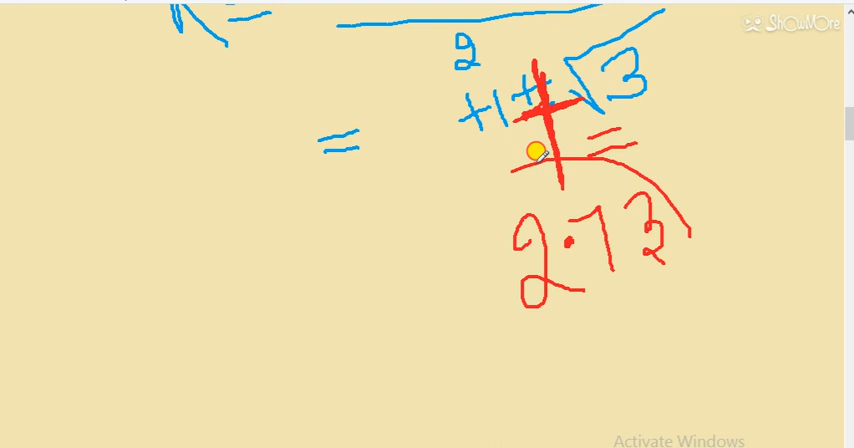 ShowMore
2
= +1 ± √3
=
2.73
Activate Windows